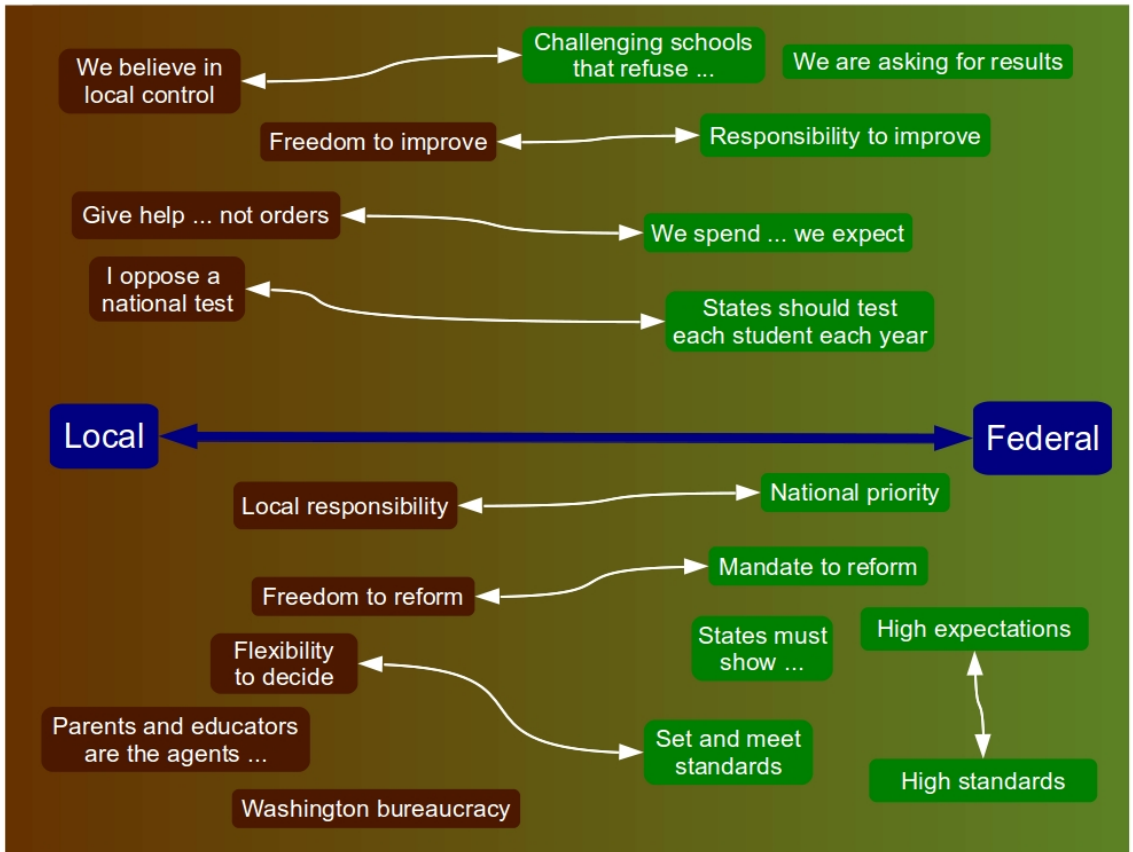 We believe in
local control
Challenging schools
that refuse ...
We are asking for results
Freedom to improve
Responsibility to improve
Give help ... not orders
We spend ... we expect
I oppose a
national test
States should test
each student each year
Local
Federal
Local responsibility
National priority
Freedom to reform
Mandate to reform
Flexibility
to decide
States must
show ...
High expectations
Parents and educators
are the agents ...
Set and meet
standards
High standards
Washington bureaucracy